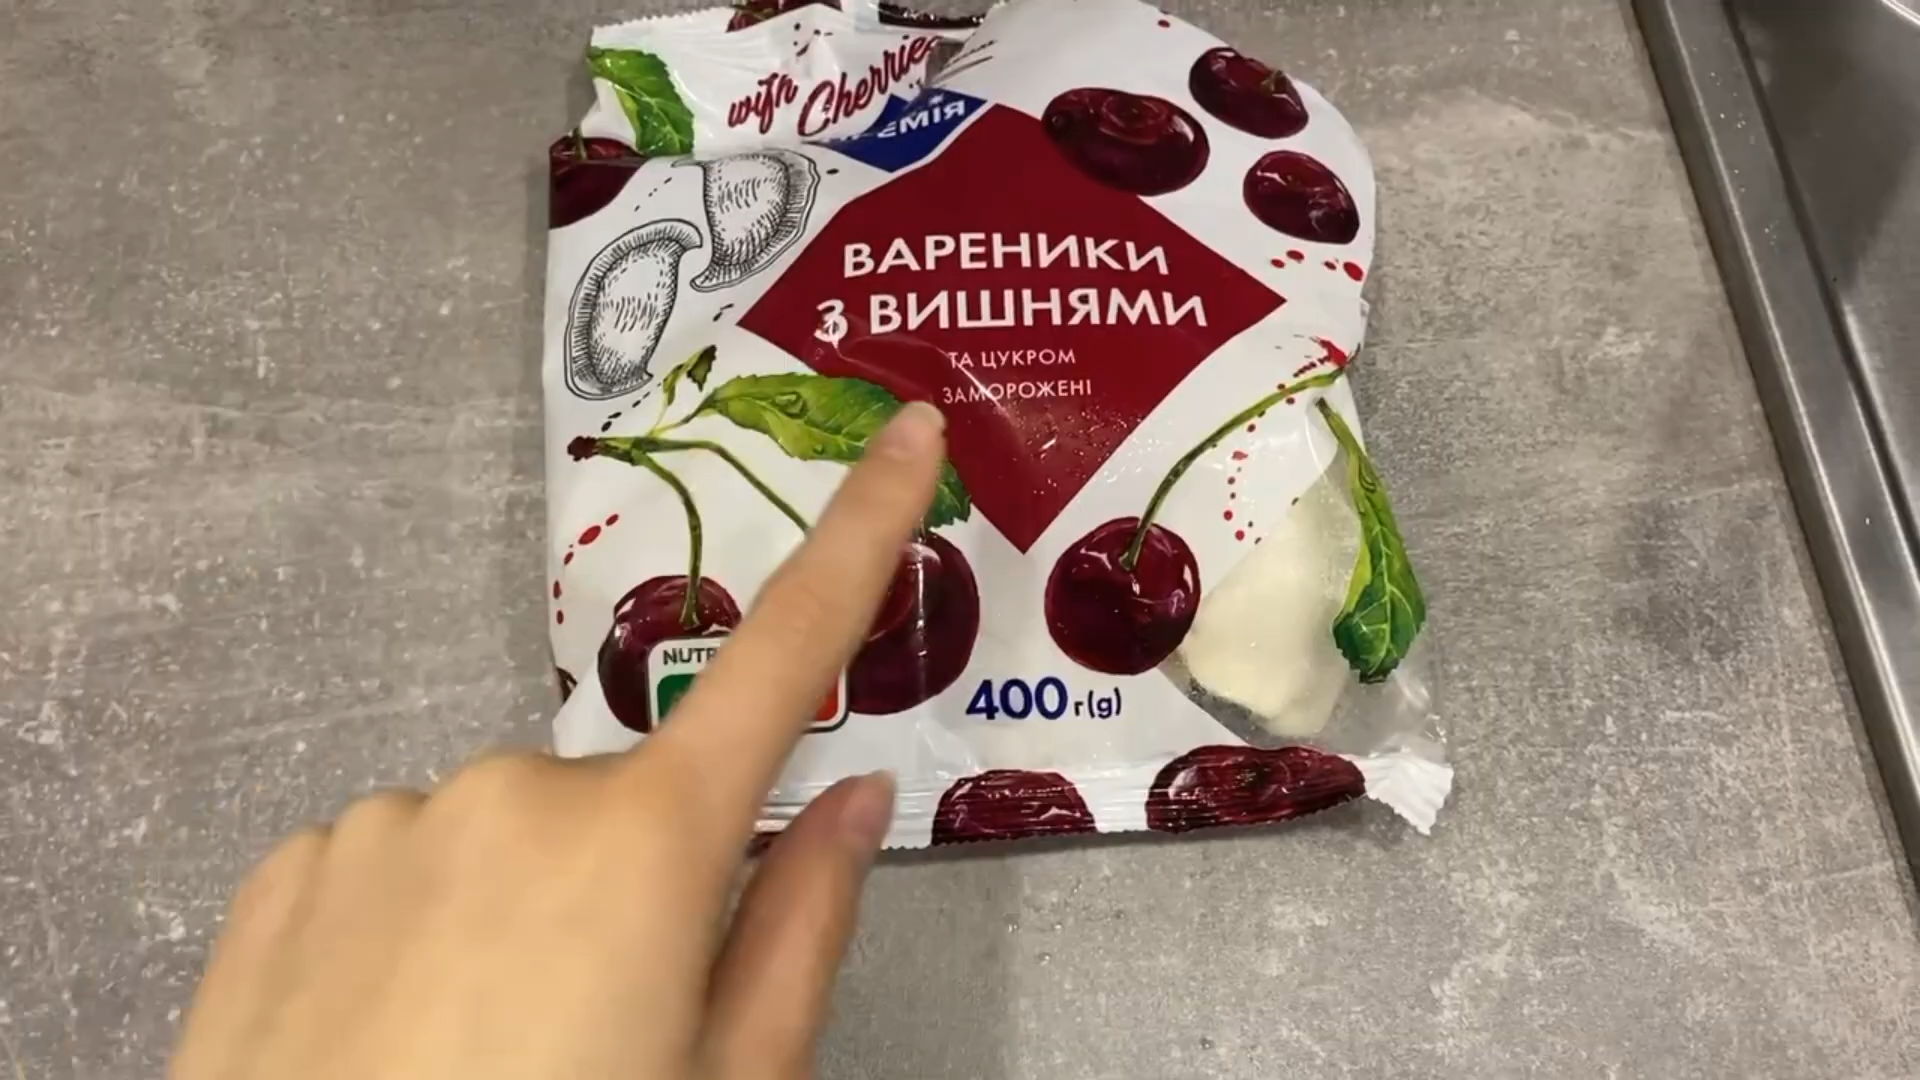 with
Cherries
ВАРЕНИКИ
З ВИШНЯМИ
ТА ЦУКРОМ
ЗАМОРОЖЕНІ
400 г(g)